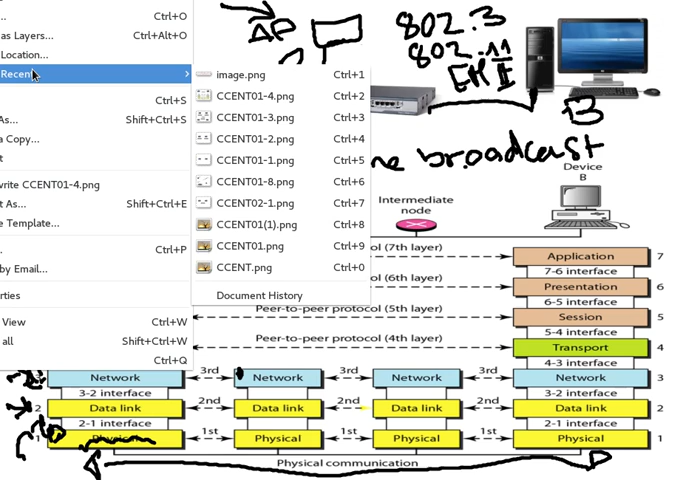 ... Ctrl+O
as Layers... Ctrl+Alt+O
Location...
Recent
Ctrl+S
As... Shift+Ctrl+S
a Copy...
t
write CCENT01-4.png
t As... Shift+Ctrl+E
e Template...
. Ctrl+P
by Email...
rties
View Ctrl+W
all Shift+Ctrl+W
Ctrl+Q
image.png Ctrl+1
CCENT01-4.png Ctrl+2
CCENT01-3.png Ctrl+3
CCENT01-2.png Ctrl+4
CCENT01-1.png Ctrl+5
CCENT01-8.png Ctrl+6
CCENT02-1.png Ctrl+7
CCENT01(1).png Ctrl+8
CCENT01.png Ctrl+9
CCENT.png Ctrl+0
Document History
AP
802.3
802.11
Eth II
B
ne broadcast
Device
B
Intermediate
node
ol (7th layer) Application 7
7-6 interface
ol (6th layer) Presentation 6
6-5 interface
Peer-to-peer protocol (5th layer) Session 5
5-4 interface
Peer-to-peer protocol (4th layer) Transport 4
4-3 interface
Network 3rd Network 3rd Network 3rd Network 3
3-2 interface 3-2 interface
2 Data link 2nd Data link 2nd Data link 2nd Data link 2
2-1 interface 2-1 interface
1 Physical 1st Physical 1st Physical 1st Physical 1
Physical communication